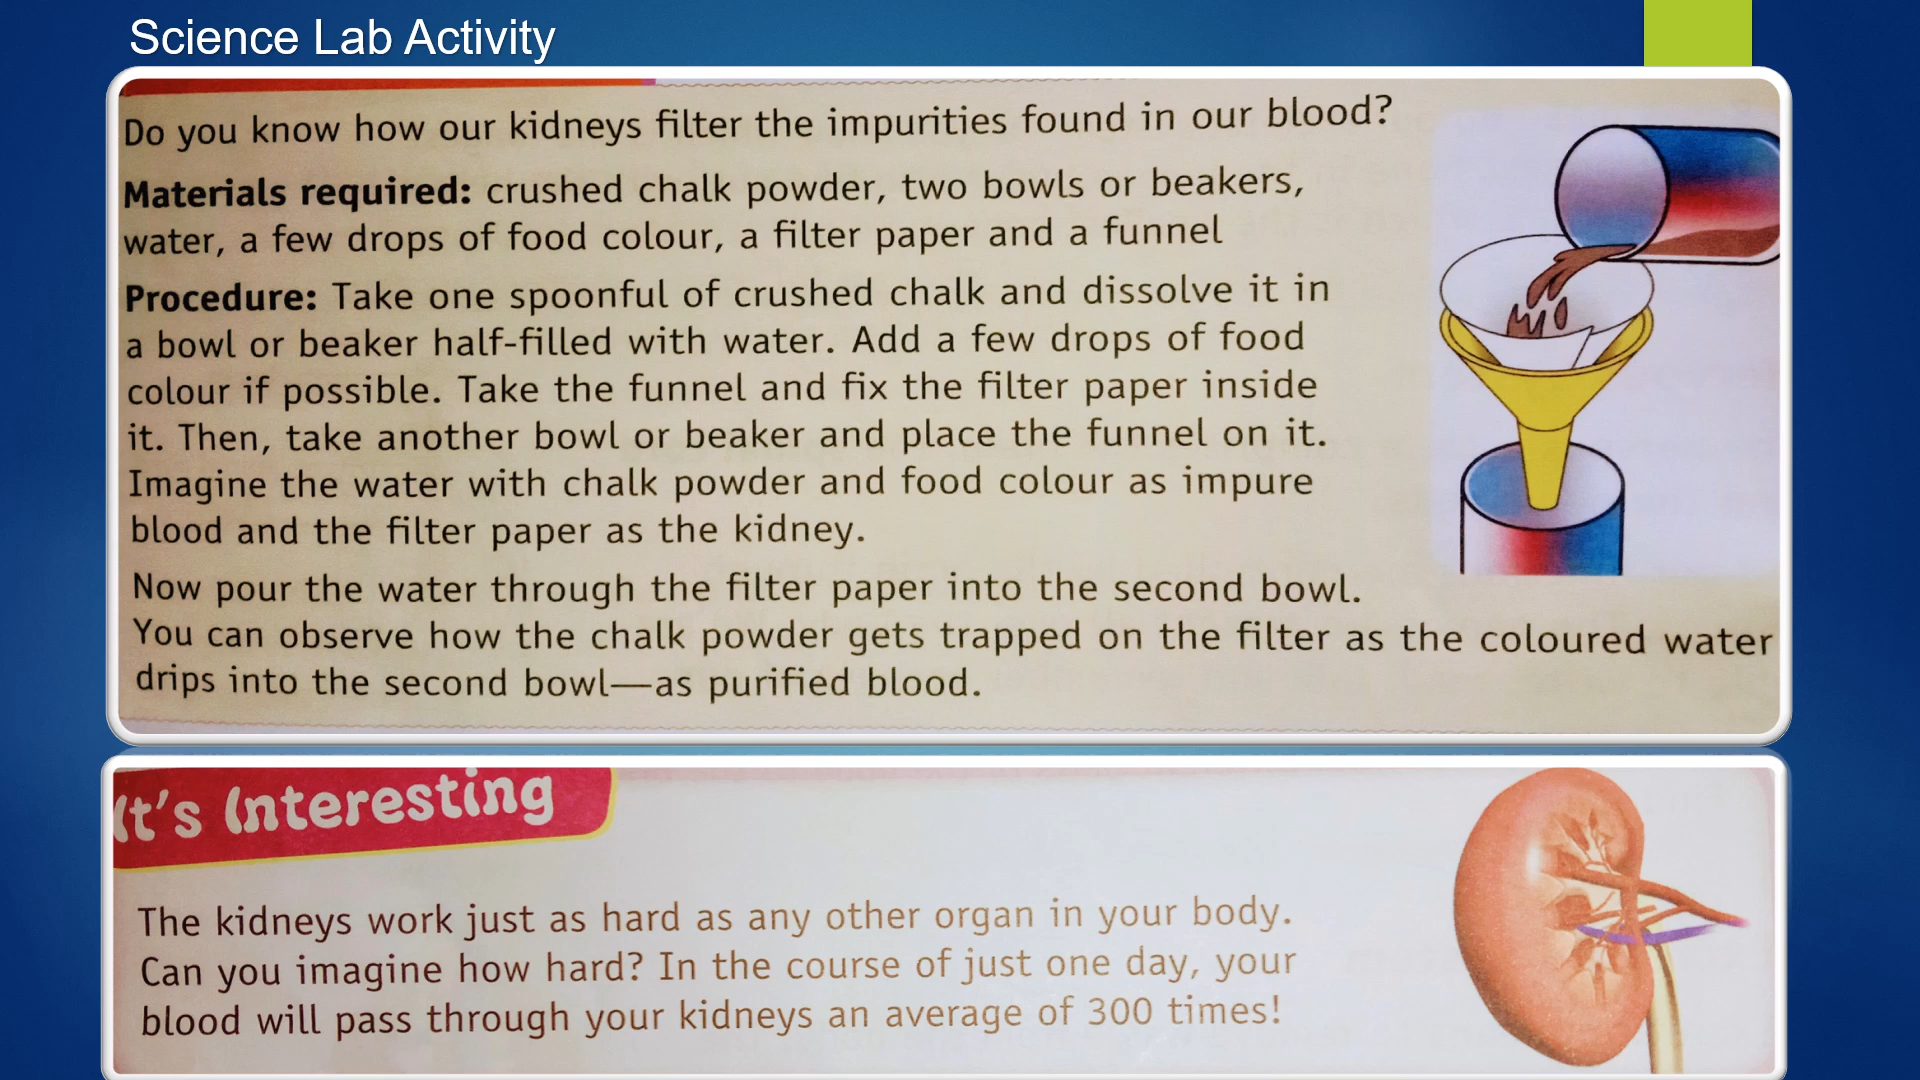 Science Lab Activity
Do you know how our kidneys filter the impurities found in our blood?
Materials required: crushed chalk powder, two bowls or beakers,
water, a few drops of food colour, a filter paper and a funnel
Procedure: Take one spoonful of crushed chalk and dissolve it in
a bowl or beaker half-filled with water. Add a few drops of food
colour if possible. Take the funnel and fix the filter paper inside
it. Then, take another bowl or beaker and place the funnel on it.
Imagine the water with chalk powder and food colour as impure
blood and the filter paper as the kidney.
Now pour the water through the filter paper into the second bowl.
You can observe how the chalk powder gets trapped on the filter as the coloured water
drips into the second bowl—as purified blood.
It's Interesting
The kidneys work just as hard as any other organ in your body.
Can you imagine how hard? In the course of just one day, your
blood will pass through your kidneys an average of 300 times!